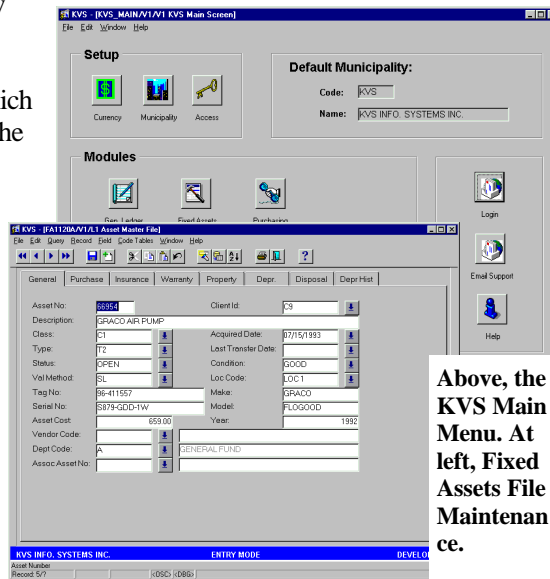 y
ich
he
KVS - [KVS_MAIN/V1/V1 KVS Main Screen]
File Edit Window Help
Setup
Currency Municipality Access
Default Municipality:
Code: KVS
Name: KVS INFO. SYSTEMS INC.
Modules
Gen. Ledger Fixed Assets Purchasing
Login
Email Support
Help
KVS - [FA1120A/V1/L1 Asset Master File]
File Edit Query Record Field Code Tables Window Help
General Purchase Insurance Warranty Property Depr. Disposal Depr Hist
Asset No: 66954 Client Id: C9
Description: GRACO AIR PUMP
Class: C1 Acquired Date: 07/15/1993
Type: T2 Last Transfer Date:
Status: OPEN Condition: GOOD
Val Method: SL Loc Code: LOC1
Tag No: 96-411557 Make: GRACO
Serial No: S879-GDD-1W Model: FLOGOOD
Asset Cost: 659.00 Year: 1992
Vendor Code:
Dept Code: A GENERAL FUND
Assoc Asset No:
KVS INFO. SYSTEMS INC. ENTRY MODE DEVELO
Asset Number
Record: 5/? <OSC> <DBG>
Above, the
KVS Main
Menu. At
left, Fixed
Assets File
Maintenan
ce.